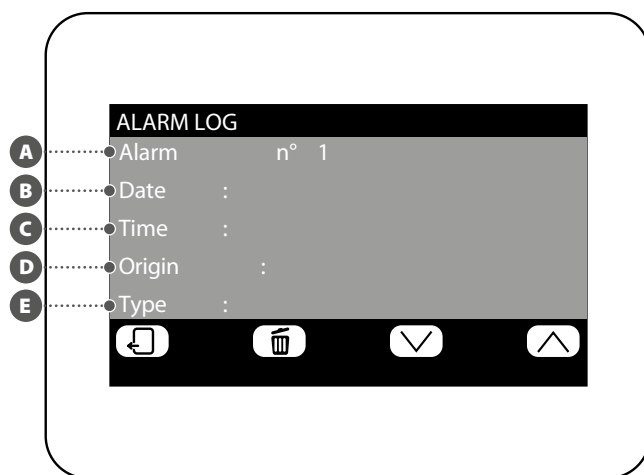 ALARM LOG
A Alarm n° 1
B Date :
C Time :
D Origin :
E Type :